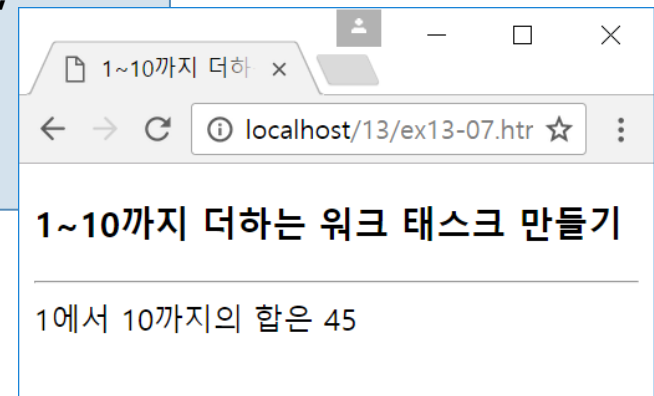 1~10까지 더하
localhost/13/ex13-07.htr
1~10까지 더하는 워크 태스크 만들기
1에서 10까지의 합은 45